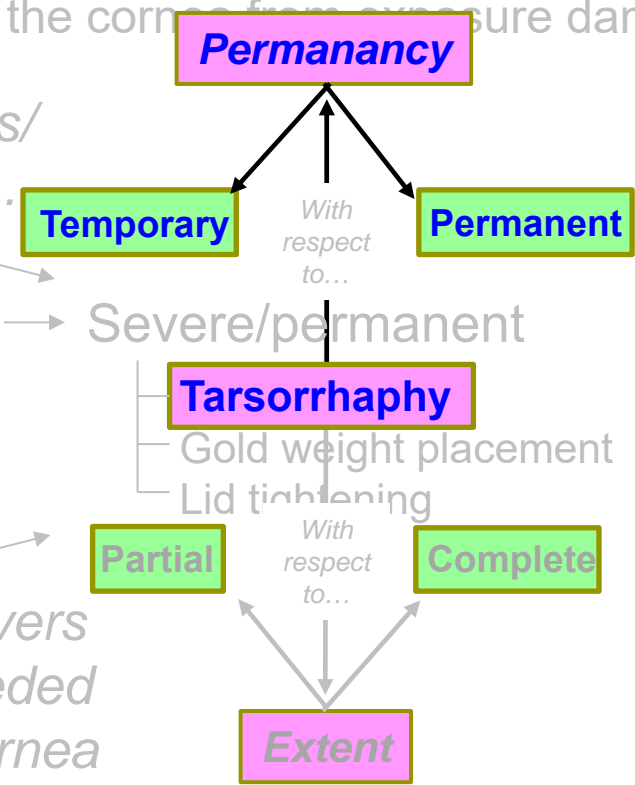 the cornea from exposure dar
Permanancy
s/
.
Temporary
With
respect
to…
Permanent
Severe/permanent
Tarsorrhaphy
Gold weight placement
Lid tightening
Partial
With
respect
to…
Complete
vers
eded
rnea
Extent